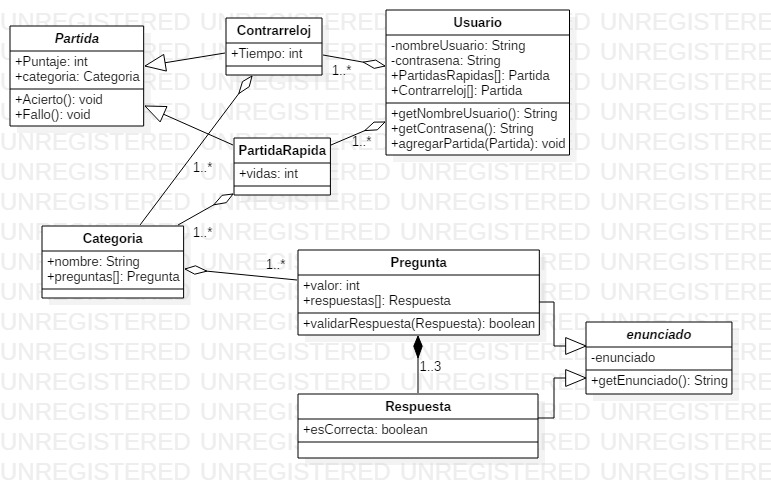 Partida
+Puntaje: int
+categoria: Categoria
+Acierto(): void
+Fallo(): void
Contrarreloj
+Tiempo: int
1..*
Usuario
-nombreUsuario: String
-contrasena: String
+PartidasRapidas[]: Partida
+Contrarreloj[]: Partida
+getNombreUsuario(): String
+getContrasena(): String
+agregarPartida(Partida): void
1..*
PartidaRapida
+vidas: int
1..*
1..*
Categoria
+nombre: String
+preguntas[]: Pregunta
1..*
Pregunta
+valor: int
+respuestas[]: Respuesta
+validarRespuesta(Respuesta): boolean
1..3
enunciado
-enunciado
+getEnunciado(): String
Respuesta
+esCorrecta: boolean
UNREGISTERED